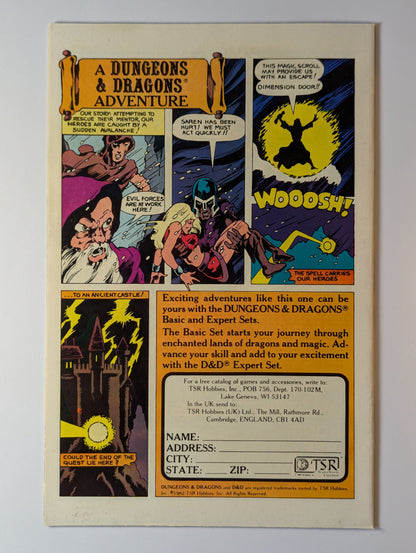 A DUNGEONS
& DRAGONS®
ADVENTURE
OUR STORY: ATTEMPTING TO
RESCUE THEIR MENTOR, OUR
HEROES ARE CAUGHT BY A
SUDDEN AVALANCHE!
EVIL FORCES
ARE AT WORK
HERE!
SAREN HAS BEEN
HURT! WE MUST
ACT QUICKLY!!
THIS MAGIC SCROLL
MAY PROVIDE US
WITH AN ESCAPE!
DIMENSION DOOR!!
WOOOSH!
THE SPELL CARRIES
OUR HEROES
...TO AN ANCIENT CASTLE!
COULD THE END OF THE
QUEST LIE HERE?
Exciting adventures like this one can be
yours with the DUNGEONS & DRAGONS®
Basic and Expert Sets.
The Basic Set starts your journey through
enchanted lands of dragons and magic. Ad-
vance your skill and add to your excitement
with the D&D® Expert Set.
For a free catalog of games and accessories, write to:
TSR Hobbies, Inc., POB 756, Dept. 170-102M,
Lake Geneva, WI 53147
In the UK send to:
TSR Hobbies (UK) Ltd., The Mill, Rathmore Rd.,
Cambridge, ENGLAND, CB1 4AD
NAME:
ADDRESS:
CITY:
STATE: ZIP:
TSR
DUNGEONS & DRAGONS and D&D are registered trademarks owned by TSR Hobbies,
Inc. ©1982 TSR Hobbies, Inc. All Rights Reserved.